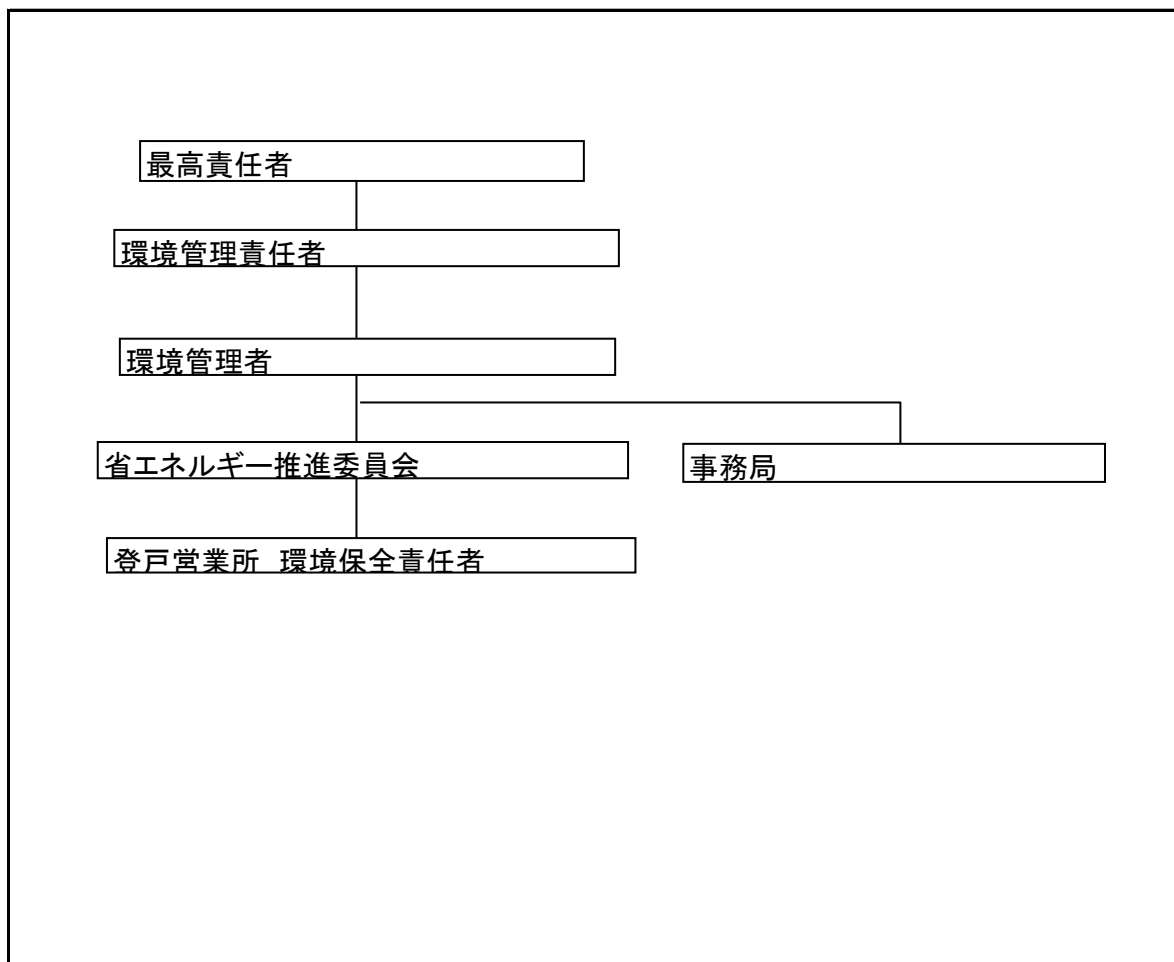 最高責任者
環境管理責任者
環境管理者
省エネルギー推進委員会
事務局
登戸営業所　環境保全責任者